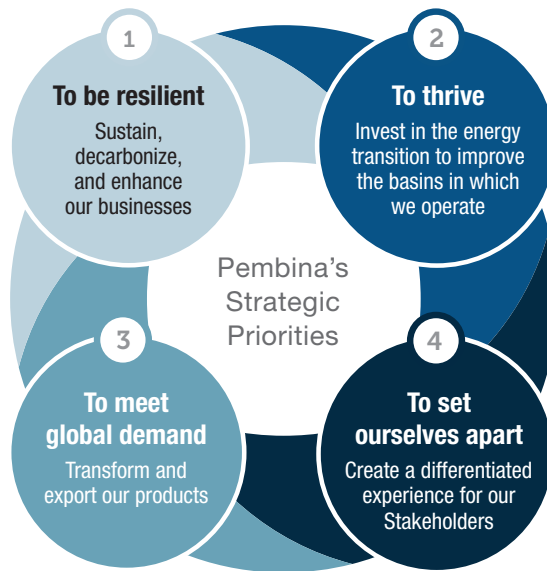 1
To be resilient
Sustain,
decarbonize,
and enhance
our businesses
2
To thrive
Invest in the energy
transition to improve
the basins in which
we operate
Pembina's
Strategic
Priorities
3
To meet
global demand
Transform and
export our products
4
To set
ourselves apart
Create a differentiated
experience for our
Stakeholders